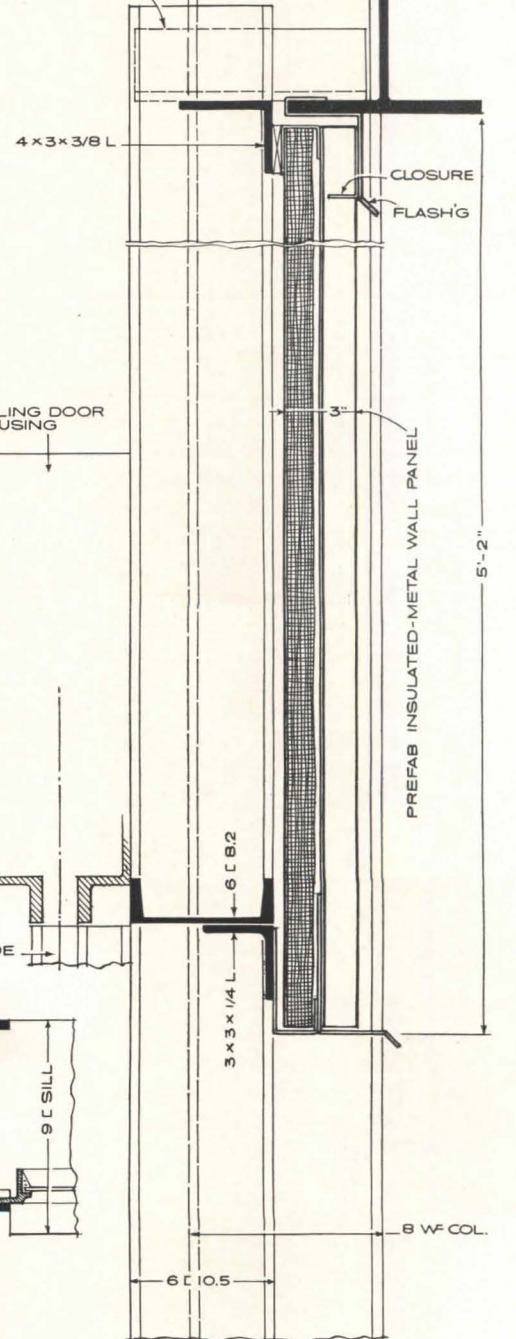 4 x 3 x 3/8 L
CLOSURE
FLASH'G
LING DOOR
USING
3"
PREFAB INSULATED-METAL WALL PANEL
5'-2"
6 [ 8.2
3 x 3 x 1/4 L
9 [ SILL
8 WF COL.
6 [ 10.5